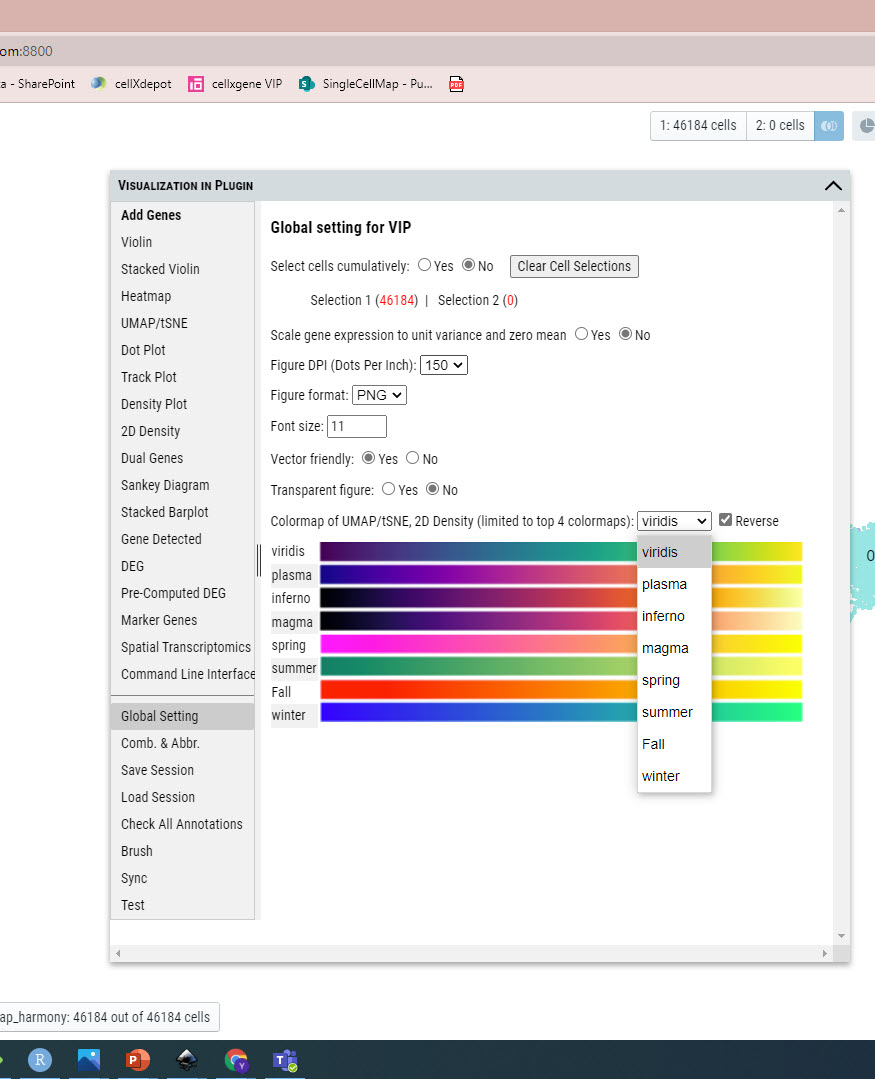 om:8800
a - SharePoint cellXdepot cellxgene VIP S SingleCellMap - Pu... PDF
1: 46184 cells 2: 0 cells
Visualization in Plugin
Add Genes
Violin
Stacked Violin
Heatmap
UMAP/tSNE
Dot Plot
Track Plot
Density Plot
2D Density
Dual Genes
Sankey Diagram
Stacked Barplot
Gene Detected
DEG
Pre-Computed DEG
Marker Genes
Spatial Transcriptomics
Command Line Interface
Global Setting
Comb. & Abbr.
Save Session
Load Session
Check All Annotations
Brush
Sync
Test
Global setting for VIP
Select cells cumulatively: Yes No Clear Cell Selections
Selection 1 (46184) | Selection 2 (0)
Scale gene expression to unit variance and zero mean Yes No
Figure DPI (Dots Per Inch): 150
Figure format: PNG
Font size: 11
Vector friendly: Yes No
Transparent figure: Yes No
Colormap of UMAP/tSNE, 2D Density (limited to top 4 colormaps): viridis Reverse
viridis
plasma
inferno
magma
spring
summer
Fall
winter
viridis
plasma
inferno
magma
spring
summer
Fall
winter
0
ap_harmony: 46184 out of 46184 cells
R P Y T